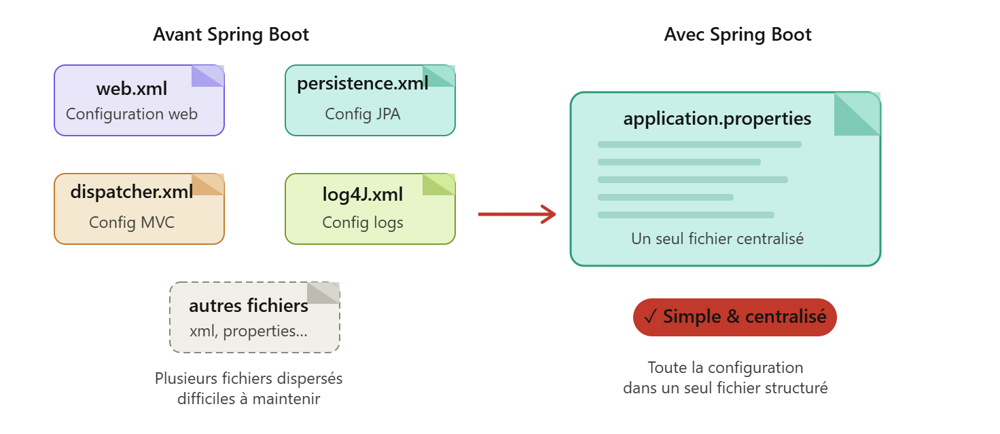 Avant Spring Boot
web.xml
Configuration web
persistence.xml
Config JPA
dispatcher.xml
Config MVC
log4J.xml
Config logs
autres fichiers
xml, properties...
Plusieurs fichiers dispersés
difficiles à maintenir
Avec Spring Boot
application.properties
Un seul fichier centralisé
✓ Simple & centralisé
Toute la configuration
dans un seul fichier structuré